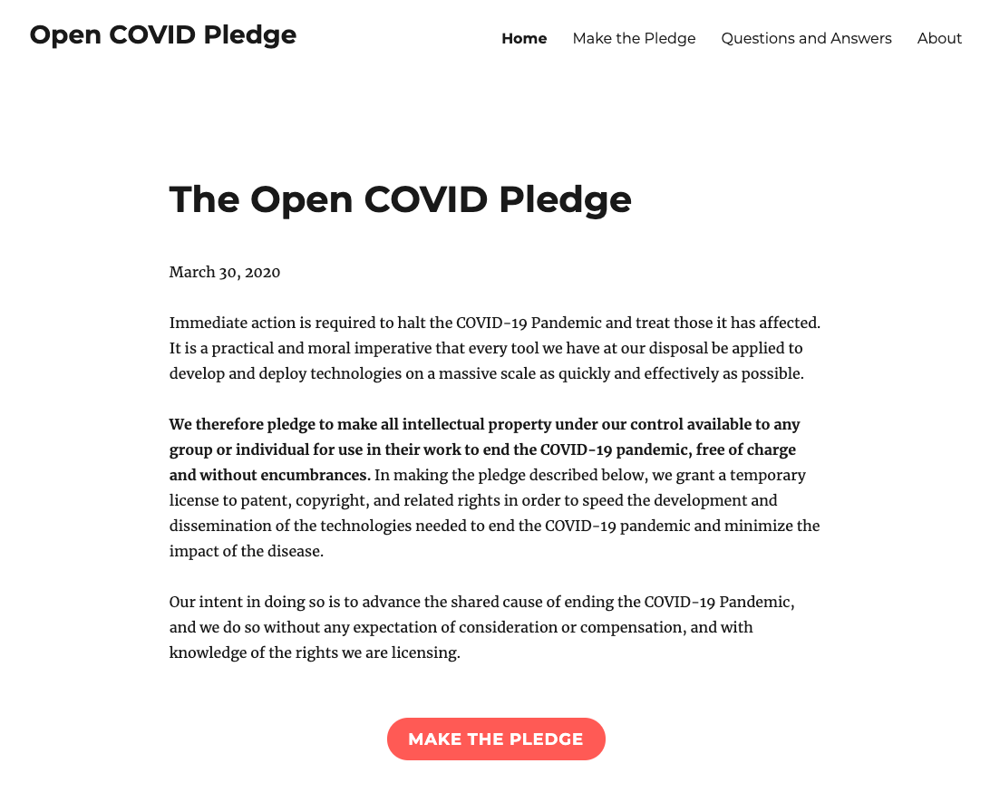 Open COVID Pledge
Home Make the Pledge Questions and Answers About
The Open COVID Pledge
March 30, 2020
Immediate action is required to halt the COVID-19 Pandemic and treat those it has affected.
It is a practical and moral imperative that every tool we have at our disposal be applied to
develop and deploy technologies on a massive scale as quickly and effectively as possible.
We therefore pledge to make all intellectual property under our control available to any
group or individual for use in their work to end the COVID-19 pandemic, free of charge
and without encumbrances. In making the pledge described below, we grant a temporary
license to patent, copyright, and related rights in order to speed the development and
dissemination of the technologies needed to end the COVID-19 pandemic and minimize the
impact of the disease.
Our intent in doing so is to advance the shared cause of ending the COVID-19 Pandemic,
and we do so without any expectation of consideration or compensation, and with
knowledge of the rights we are licensing.
MAKE THE PLEDGE